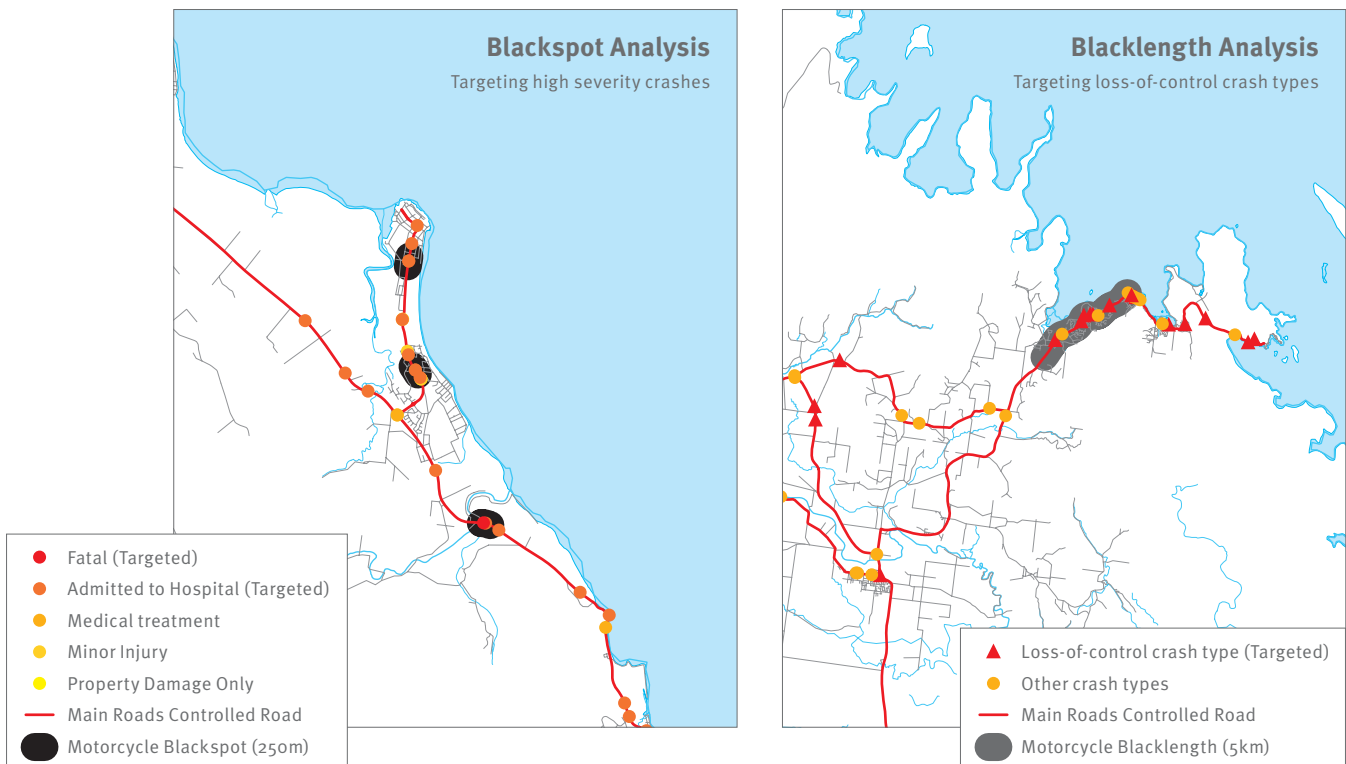 Blackspot Analysis
Targeting high severity crashes
Fatal (Targeted)
Admitted to Hospital (Targeted)
Medical treatment
Minor Injury
Property Damage Only
Main Roads Controlled Road
Motorcycle Blackspot (250m)
Blacklength Analysis
Targeting loss-of-control crash types
Loss-of-control crash type (Targeted)
Other crash types
Main Roads Controlled Road
Motorcycle Blacklength (5km)